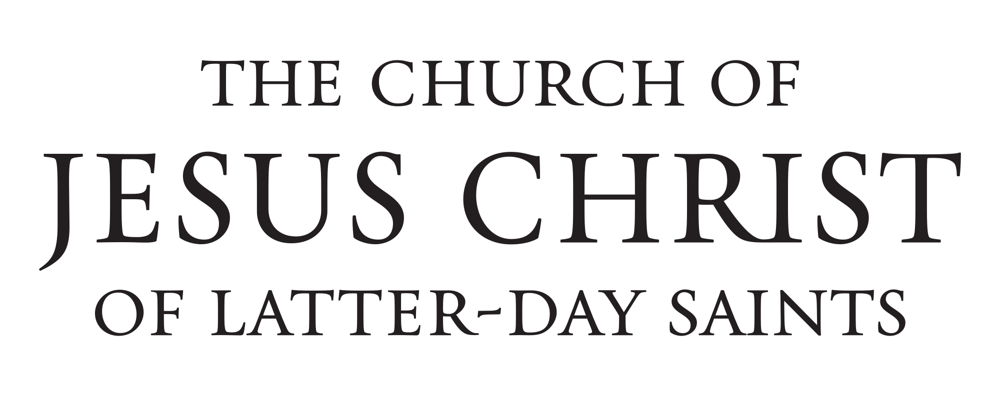 THE CHURCH OF
JESUS CHRIST
OF LATTER-DAY SAINTS